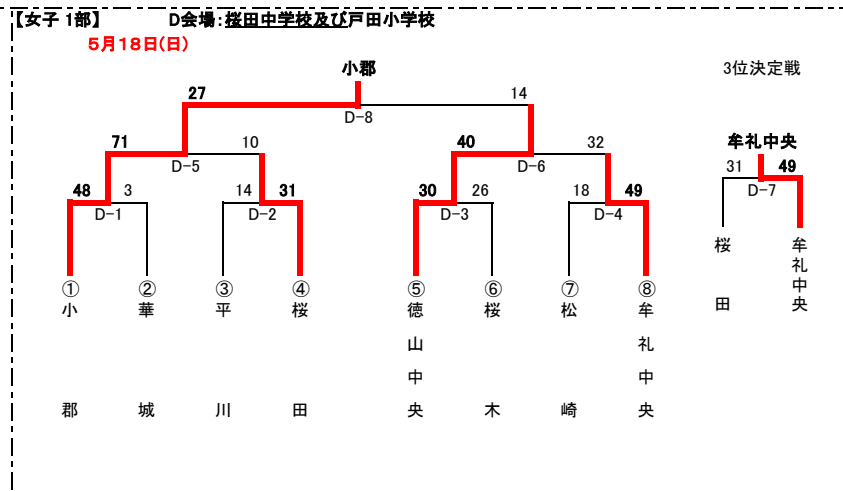 【女子 1部】 D会場：桜田中学校及び戸田小学校
5月18日(日)
小郡
3位決定戦
27 14
D-8
71 10 40 32
牟礼中央
D-5 D-6
31 49
D-7
48 3 14 31 30 26 18 49
D-1 D-2 D-3 D-4
桜田 牟礼中央
① ② ③ ④ ⑤ ⑥ ⑦ ⑧
小郡 華城 平川 桜田 徳山中央 桜木 松崎 牟礼中央